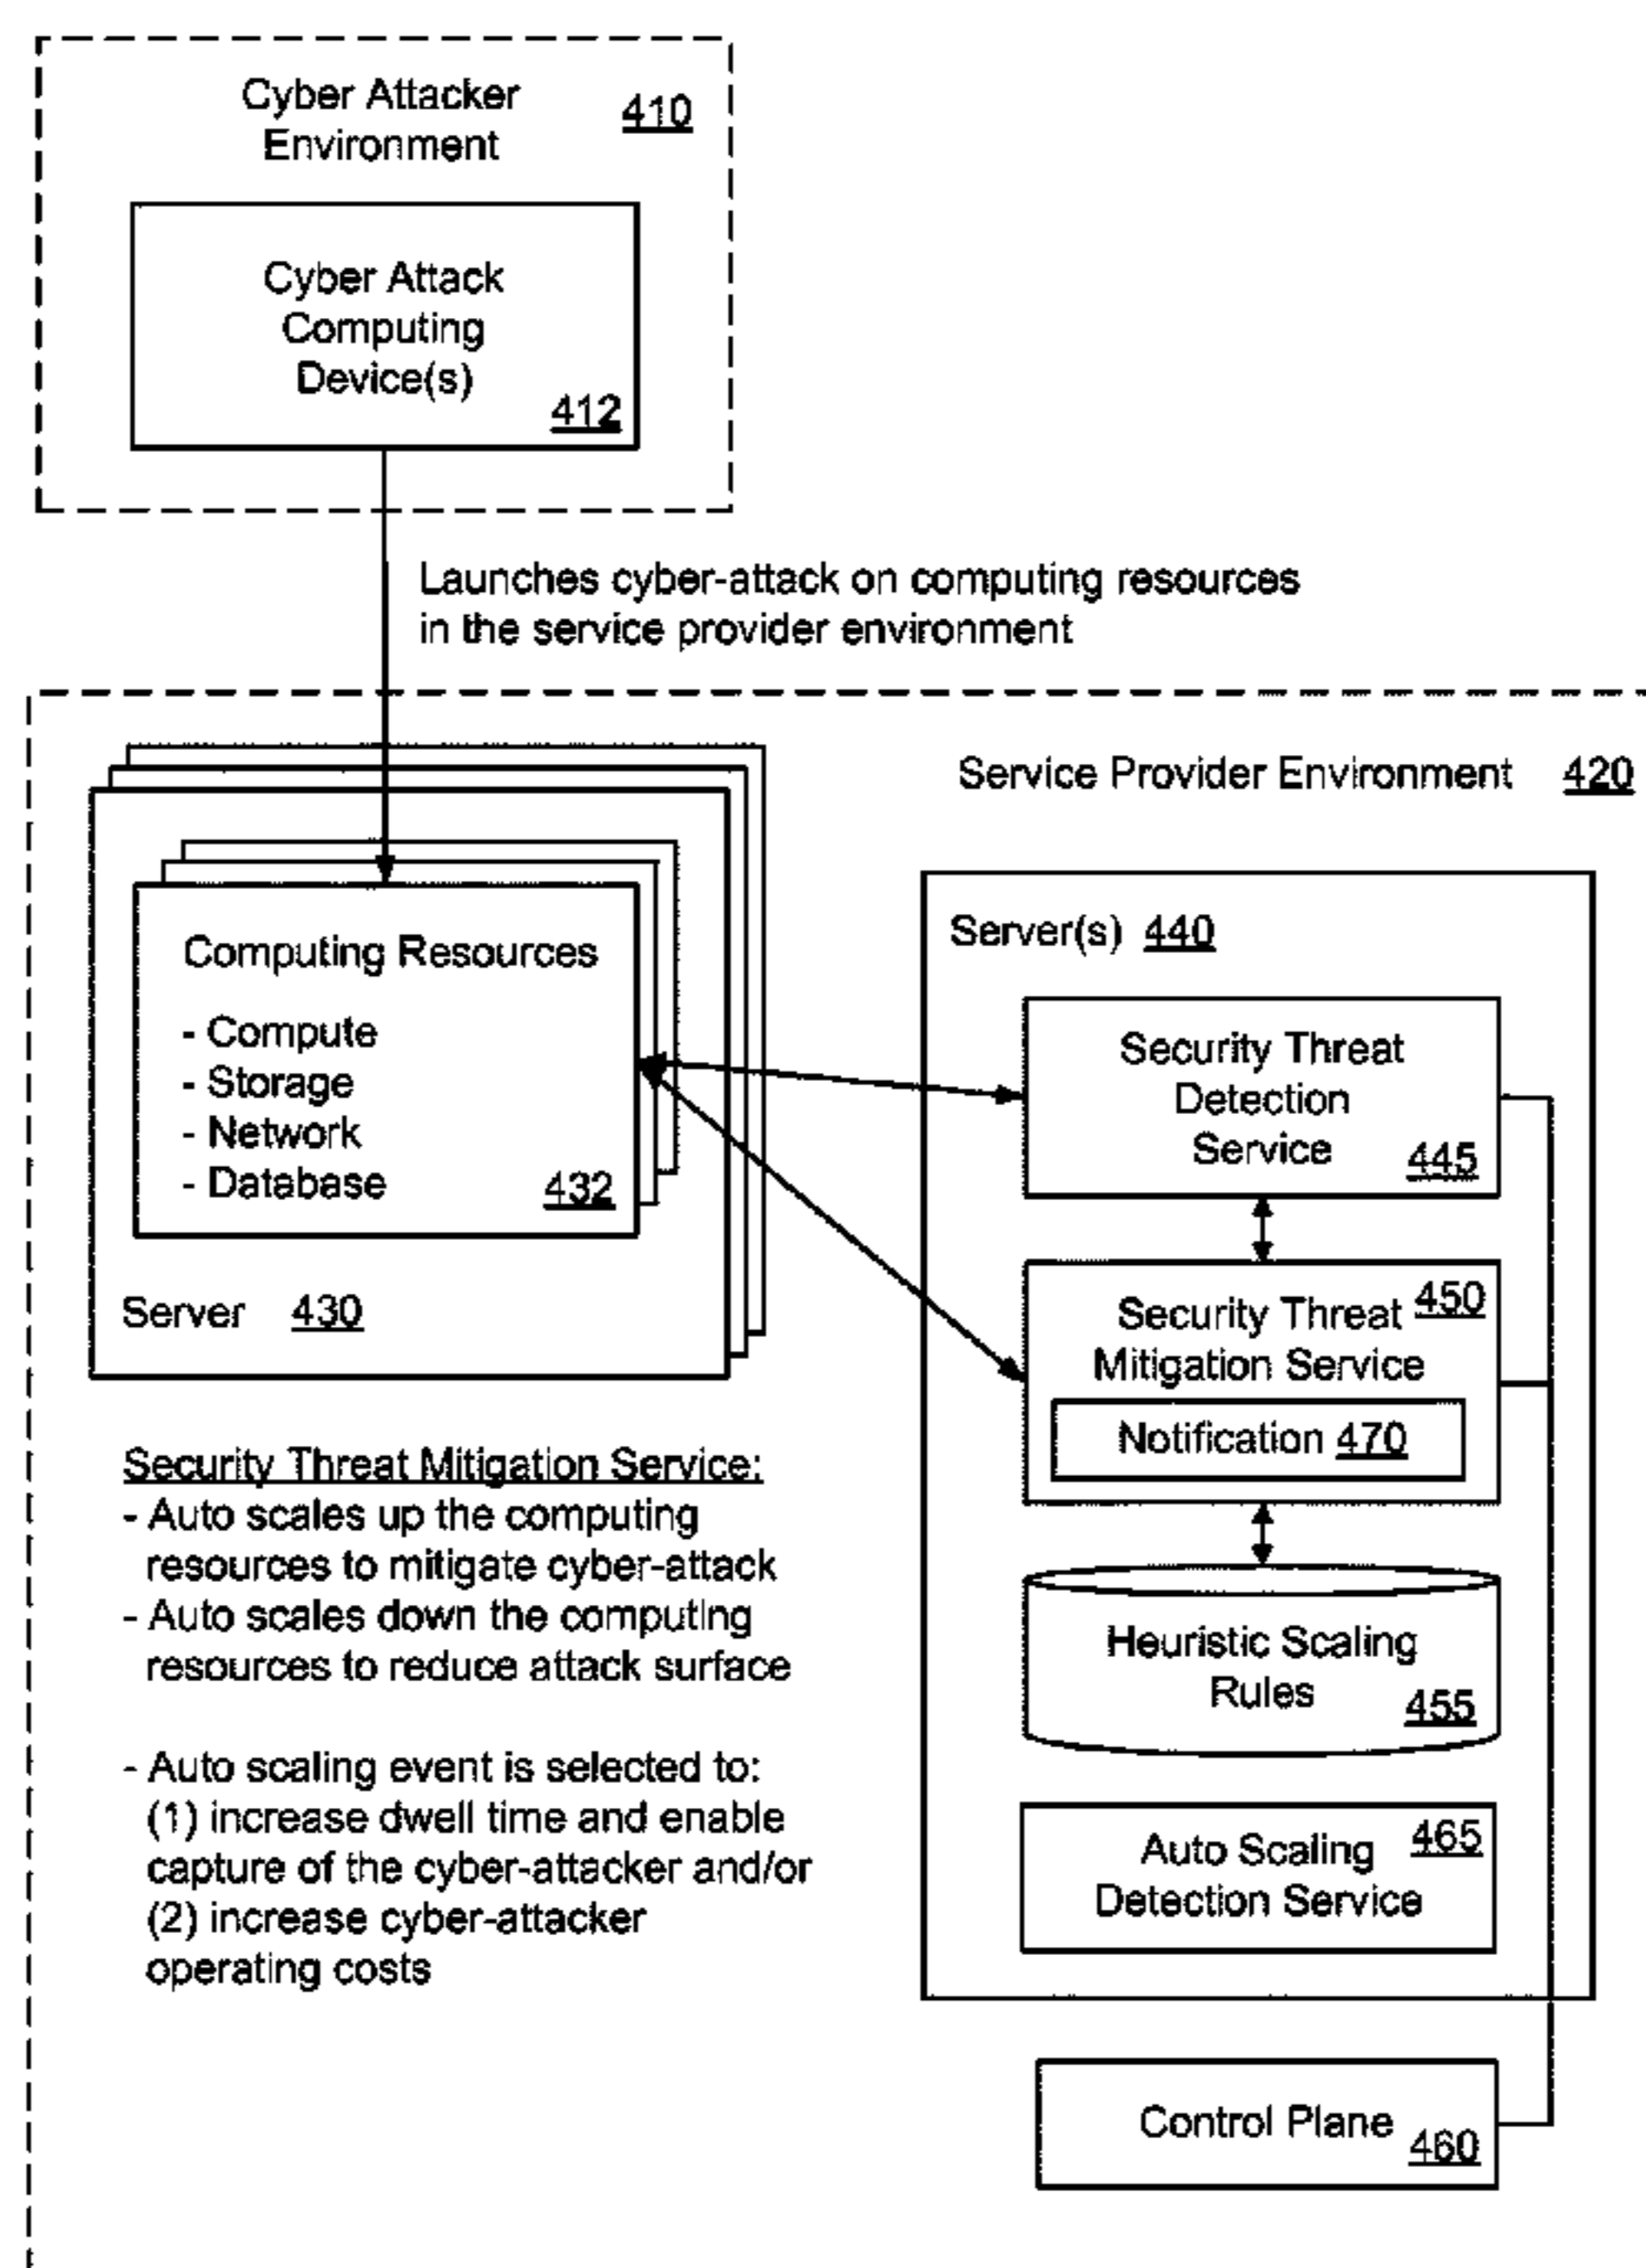 Cyber Attacker
Environment
410
Cyber Attack
Computing
Device(s)
412
Launches cyber-attack on computing resources
in the service provider environment
Service Provider Environment 420
Computing Resources
- Compute
- Storage
- Network
- Database
432
Server 430
Server(s) 440
Security Threat
Detection
Service
445
Security Threat 450
Mitigation Service
Notification 470
Heuristic Scaling
Rules
455
Auto Scaling 465
Detection Service
Control Plane
460
Security Threat Mitigation Service:
- Auto scales up the computing
resources to mitigate cyber-attack
- Auto scales down the computing
resources to reduce attack surface
- Auto scaling event is selected to:
(1) increase dwell time and enable
capture of the cyber-attacker and/or
(2) increase cyber-attacker
operating costs